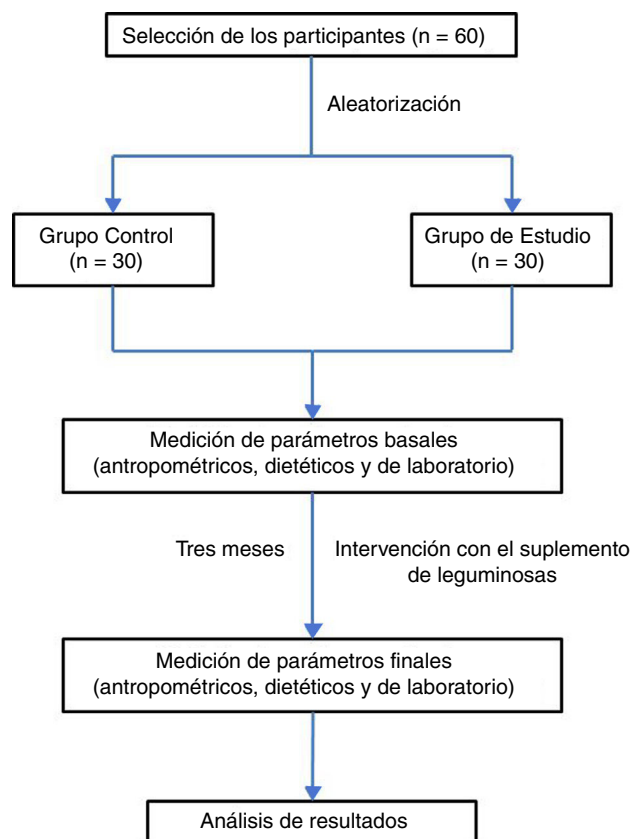 Selección de los participantes (n = 60)
Aleatorización
Grupo Control
(n = 30)
Grupo de Estudio
(n = 30)
Medición de parámetros basales
(antropométricos, dietéticos y de laboratorio)
Tres meses
Intervención con el suplemento
de leguminosas
Medición de parámetros finales
(antropométricos, dietéticos y de laboratorio)
Análisis de resultados